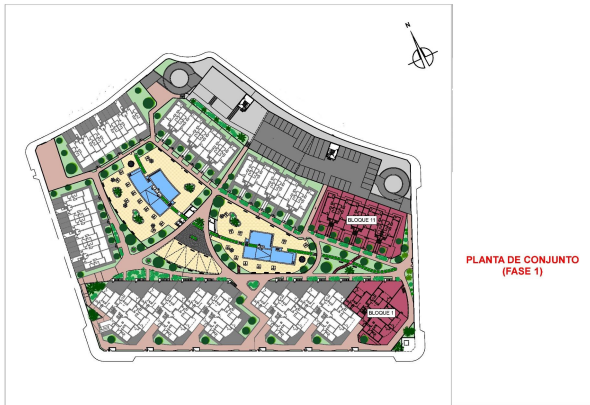 N
BLOQUE 11
PLANTA DE CONJUNTO
(FASE 1)
BLOQUE 1